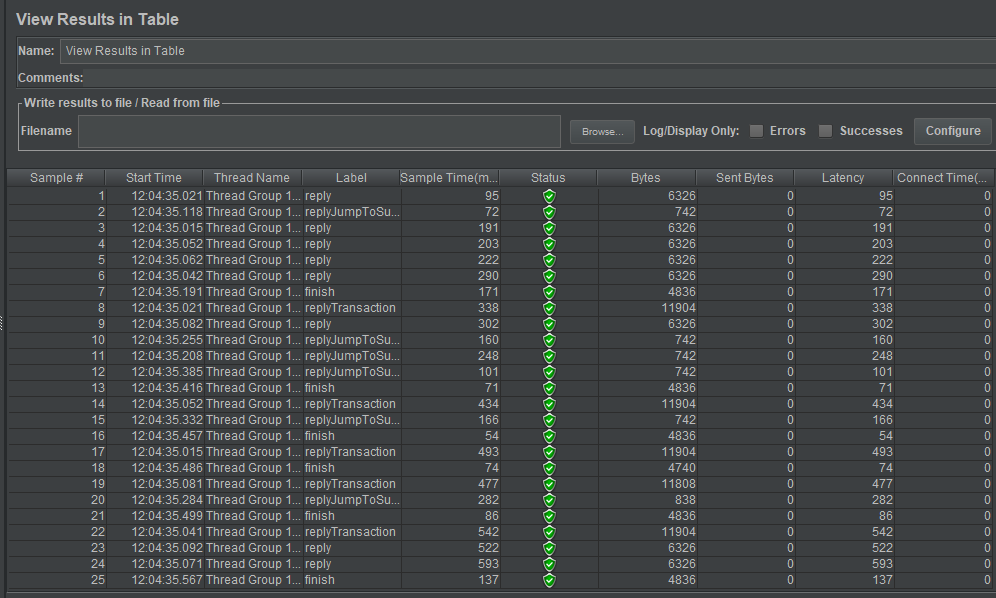 View Results in Table
Name: View Results in Table
Comments:
Write results to file / Read from file
Filename Browse... Log/Display Only: Errors Successes Configure
Sample # Start Time Thread Name Label Sample Time(m... Status Bytes Sent Bytes Latency Connect Time(...
1 12:04:35.021 Thread Group 1... reply 95 6326 0 95 0
2 12:04:35.118 Thread Group 1... replyJumpToSu... 72 742 0 72 0
3 12:04:35.015 Thread Group 1... reply 191 6326 0 191 0
4 12:04:35.052 Thread Group 1... reply 203 6326 0 203 0
5 12:04:35.062 Thread Group 1... reply 222 6326 0 222 0
6 12:04:35.042 Thread Group 1... reply 290 6326 0 290 0
7 12:04:35.191 Thread Group 1... finish 171 4836 0 171 0
8 12:04:35.021 Thread Group 1... replyTransaction 338 11904 0 338 0
9 12:04:35.082 Thread Group 1... reply 302 6326 0 302 0
10 12:04:35.255 Thread Group 1... replyJumpToSu... 160 742 0 160 0
11 12:04:35.208 Thread Group 1... replyJumpToSu... 248 742 0 248 0
12 12:04:35.385 Thread Group 1... replyJumpToSu... 101 742 0 101 0
13 12:04:35.416 Thread Group 1... finish 71 4836 0 71 0
14 12:04:35.052 Thread Group 1... replyTransaction 434 11904 0 434 0
15 12:04:35.332 Thread Group 1... replyJumpToSu... 166 742 0 166 0
16 12:04:35.457 Thread Group 1... finish 54 4836 0 54 0
17 12:04:35.015 Thread Group 1... replyTransaction 493 11904 0 493 0
18 12:04:35.486 Thread Group 1... finish 74 4740 0 74 0
19 12:04:35.081 Thread Group 1... replyTransaction 477 11808 0 477 0
20 12:04:35.284 Thread Group 1... replyJumpToSu... 282 838 0 282 0
21 12:04:35.499 Thread Group 1... finish 86 4836 0 86 0
22 12:04:35.041 Thread Group 1... replyTransaction 542 11904 0 542 0
23 12:04:35.092 Thread Group 1... reply 522 6326 0 522 0
24 12:04:35.071 Thread Group 1... reply 593 6326 0 593 0
25 12:04:35.567 Thread Group 1... finish 137 4836 0 137 0